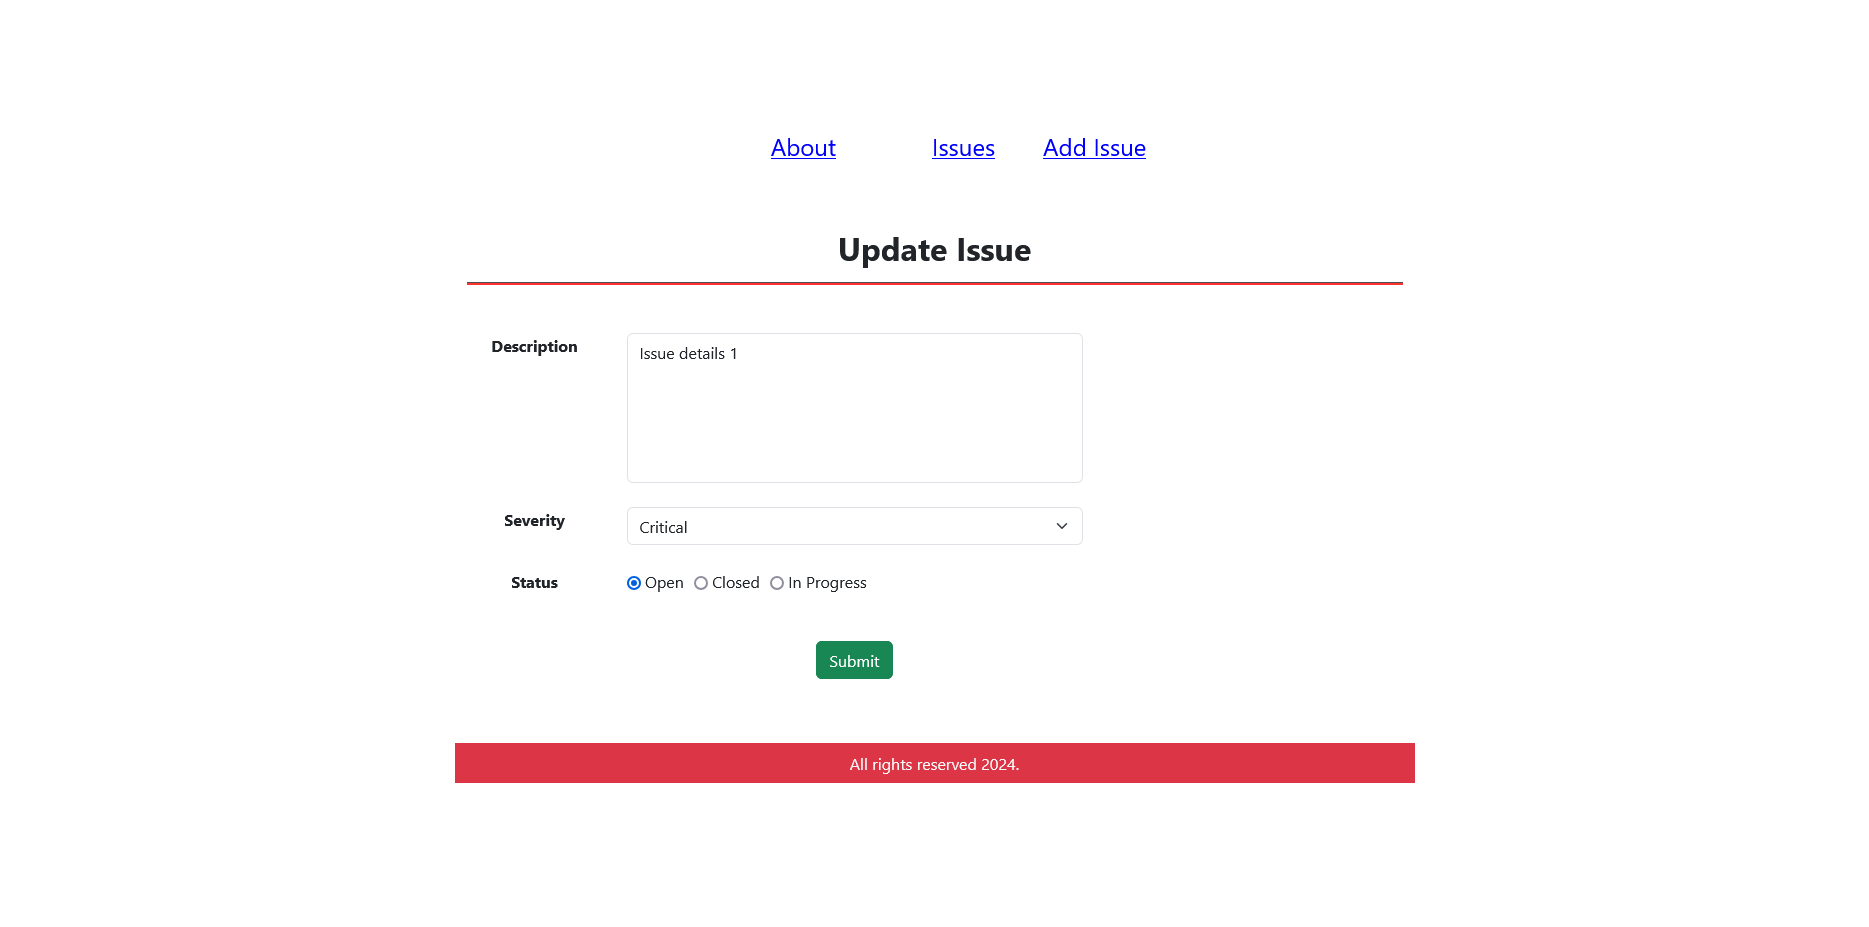 About Issues Add Issue
Update Issue
Description
Issue details 1
Severity
Critical
Status
Open Closed In Progress
Submit
All rights reserved 2024.